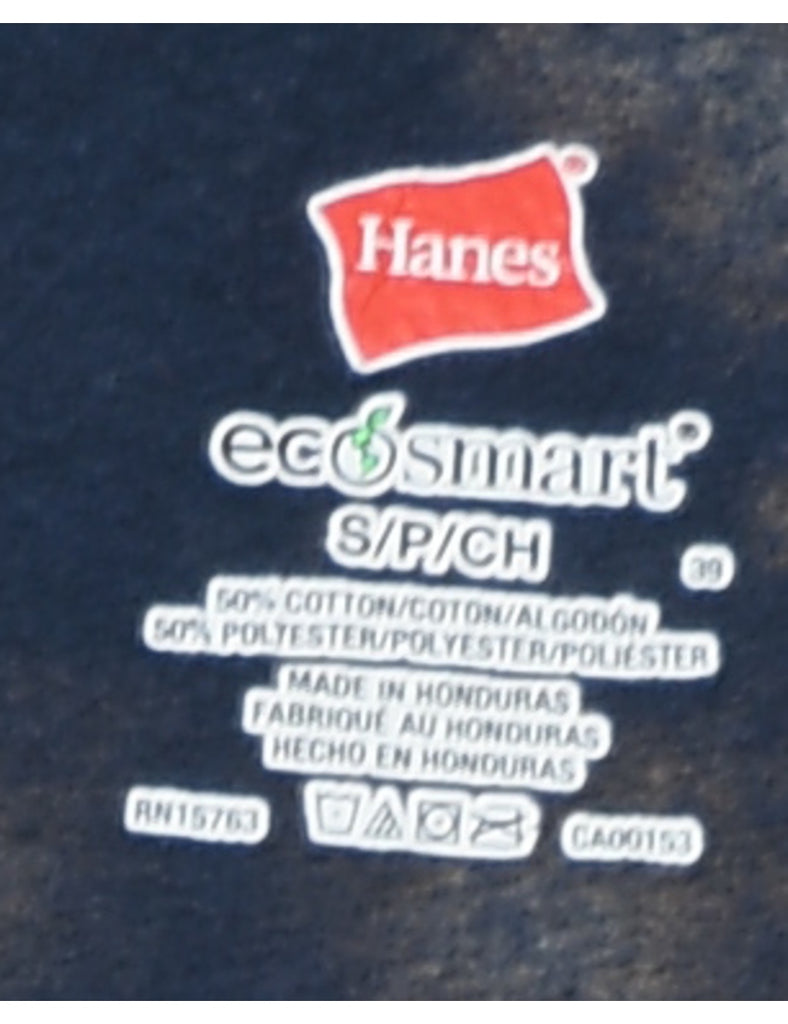 Hanes®
ecosmart®
S/P/CH
39
50% COTTON/COTON/ALGODÓN
50% POLYESTER/POLYESTER/POLIÉSTER
MADE IN HONDURAS
FABRIQUÉ AU HONDURAS
HECHO EN HONDURAS
RN15763
CA00153